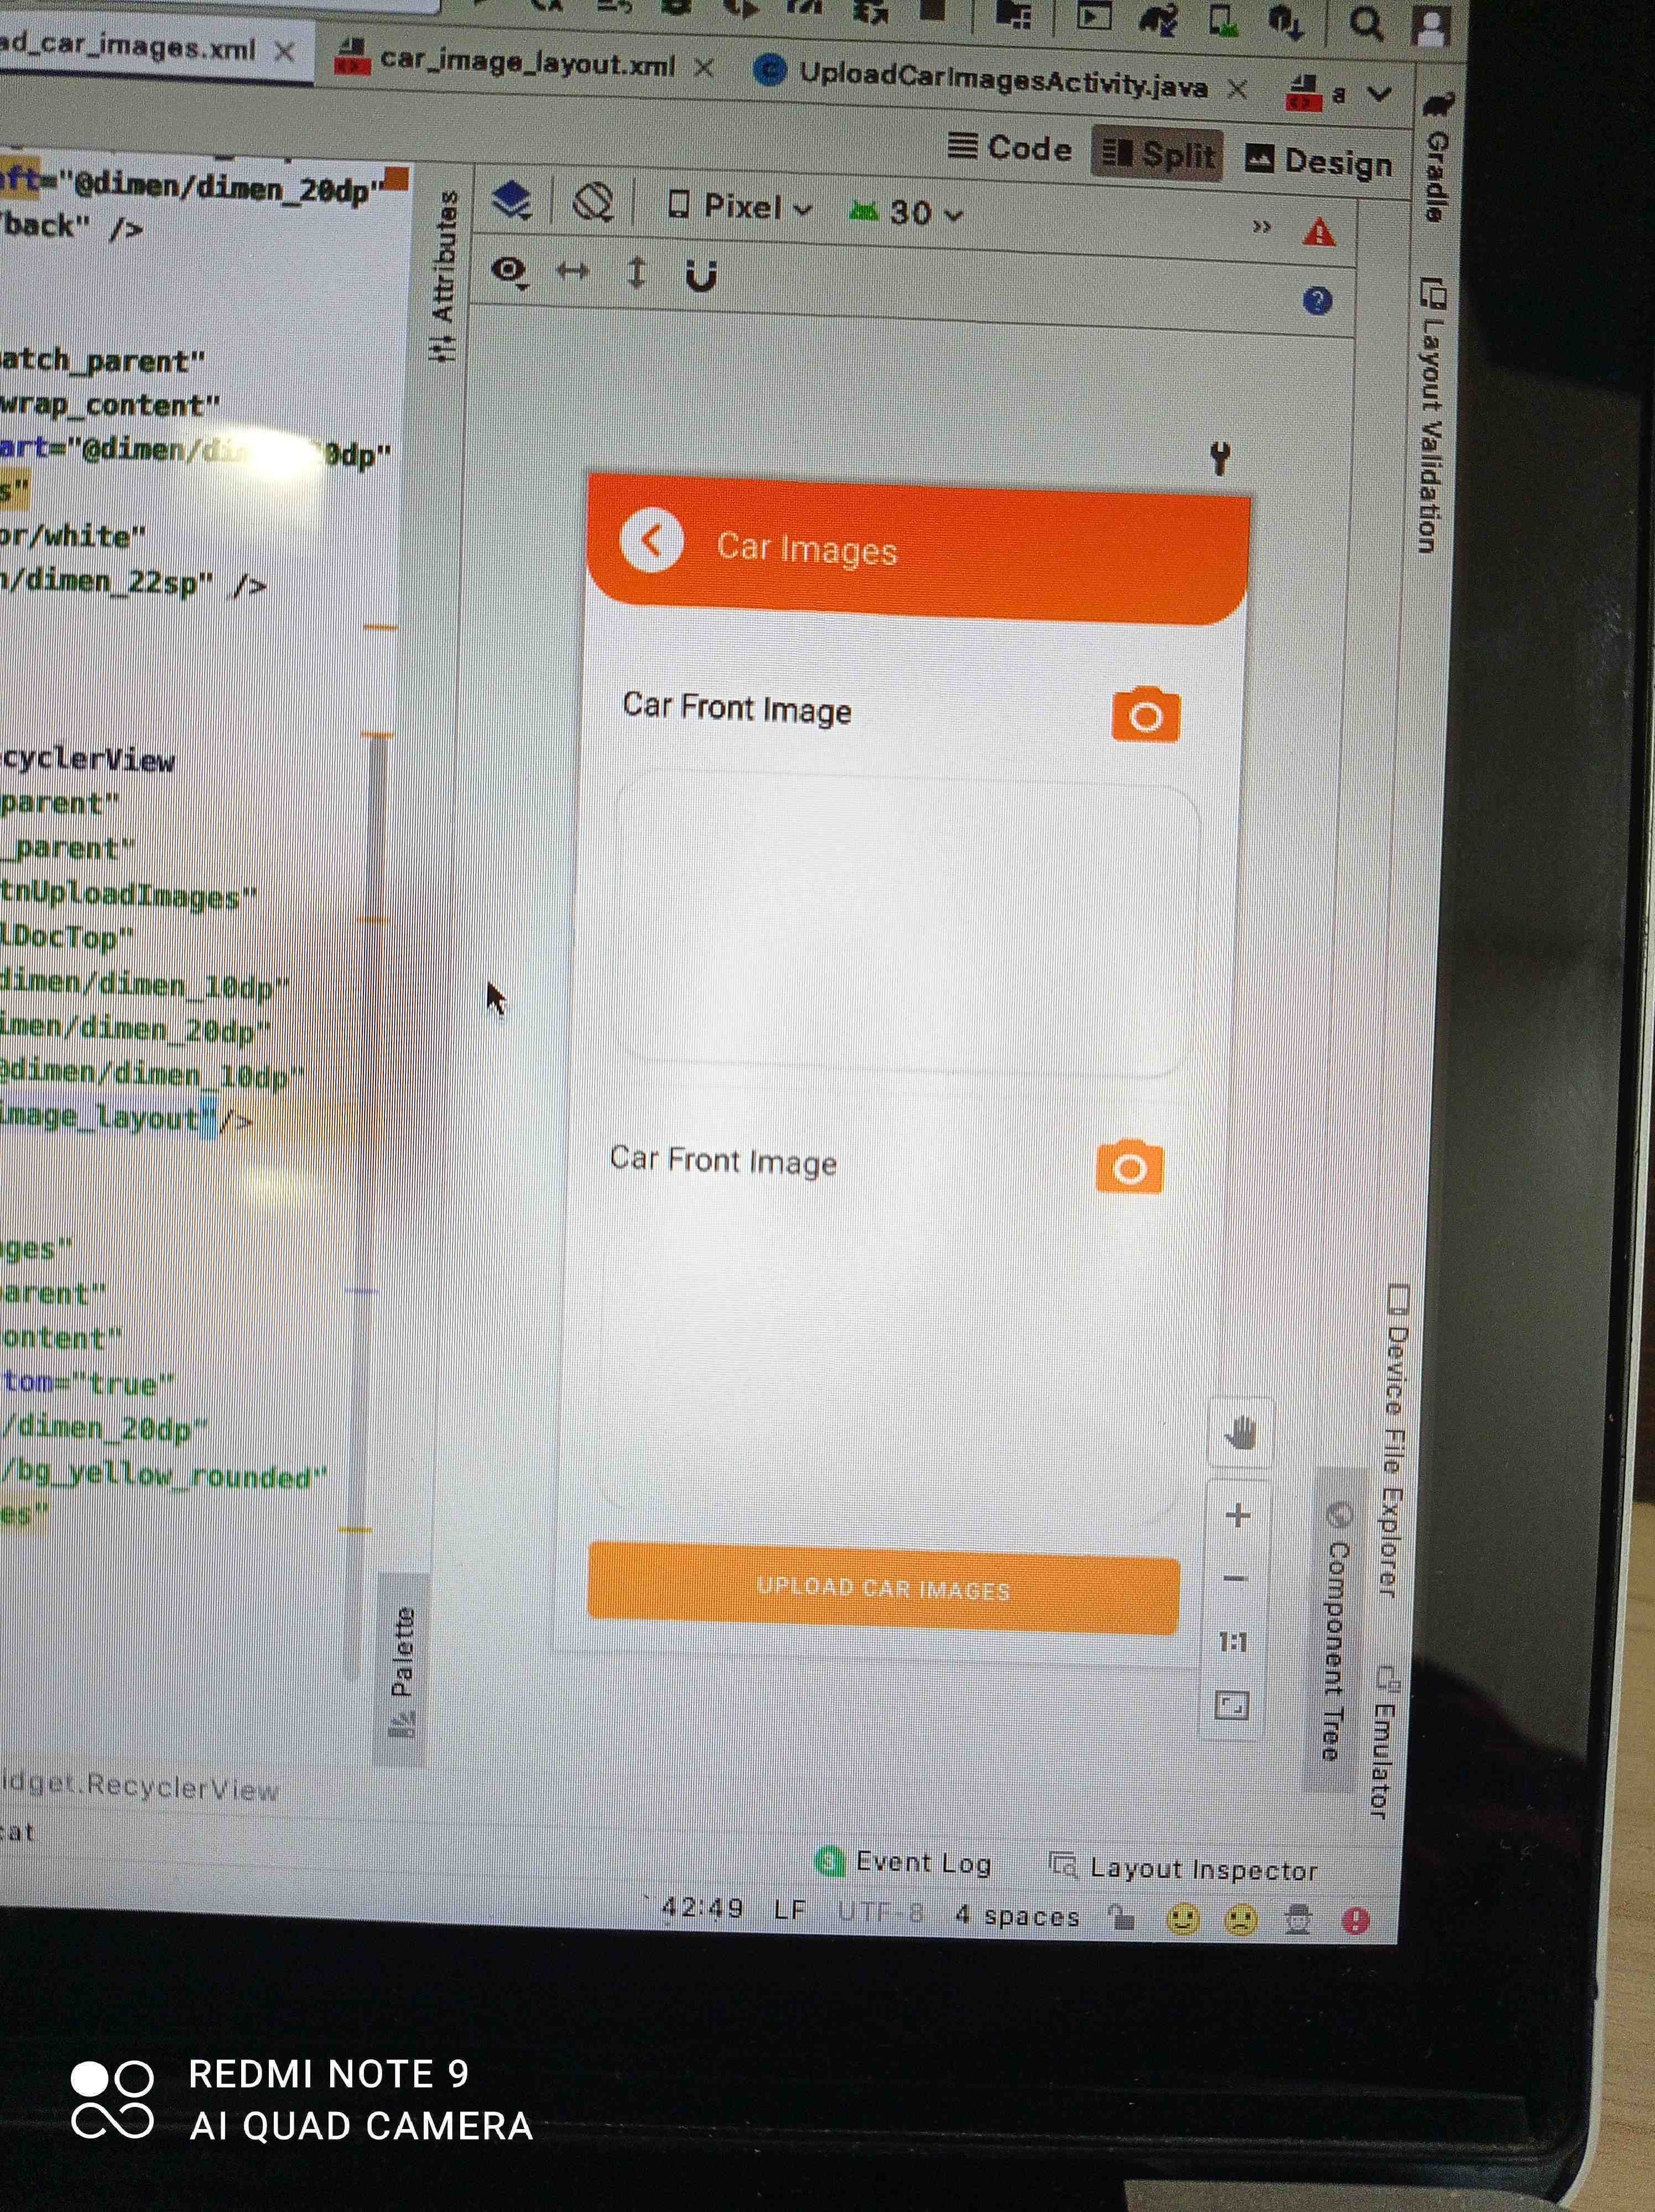 ad_car_images.xml
car_image_layout.xml
UploadCarImagesActivity.java
a
Code
Split
Design
Gradle
Layout Validation
Device File Explorer
Emulator
Attributes
Pixel
30
ft="@dimen/dimen_20dp"
back" />
atch_parent"
wrap_content"
art="@dimen/di 0dp"
s"
or/white"
/dimen_22sp" />
cyclerView
parent"
_parent"
tnUploadImages"
lDocTop"
dimen/dimen_10dp"
imen/dimen_20dp"
@dimen/dimen_10dp"
image_layout"/>
ges"
arent"
ontent"
tom="true"
/dimen_20dp"
/bg_yellow_rounded"
es"
Palette
Car Images
Car Front Image
Car Front Image
UPLOAD CAR IMAGES
1:1
Component Tree
idget.RecyclerView
cat
3 Event Log
Layout Inspector
42:49 LF UTF-8 4 spaces
REDMI NOTE 9
AI QUAD CAMERA